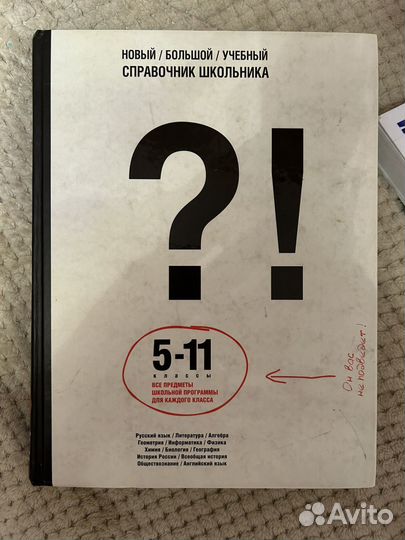 НОВЫЙ / БОЛЬШОЙ / УЧЕБНЫЙ
СПРАВОЧНИК ШКОЛЬНИКА
?!
5-11
КЛАССЫ
ВСЕ ПРЕДМЕТЫ
ШКОЛЬНОЙ ПРОГРАММЫ
ДЛЯ КАЖДОГО КЛАССА
Он вас
не подведет!
Русский язык / Литература / Алгебра
Геометрия / Информатика / Физика
Химия / Биология / География
История России / Всеобщая история
Обществознание / Английский язык
Avito